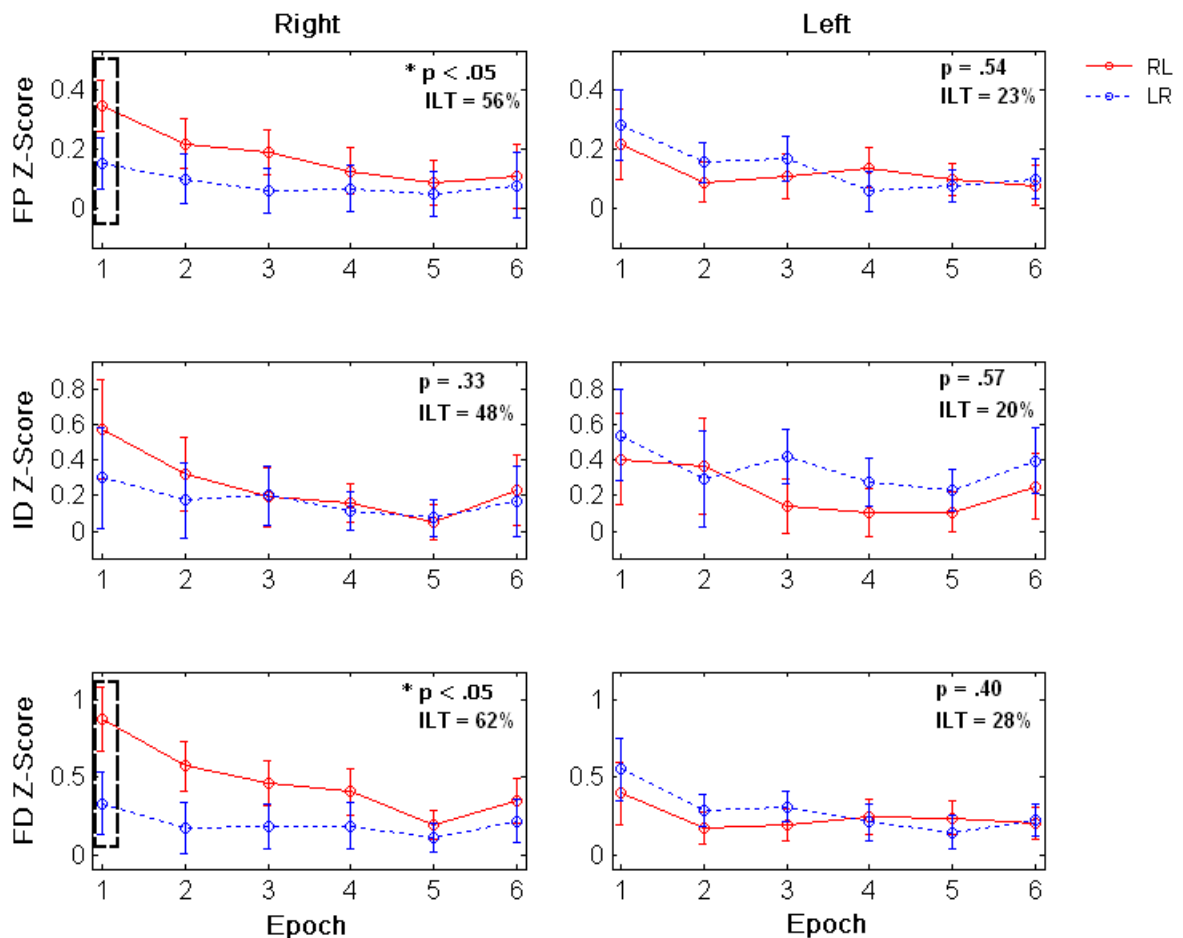 Right
Left
FP Z-Score
0.4
0.2
0
* p < .05
ILT = 56%
1 2 3 4 5 6
0.4
0.2
0
p = .54
ILT = 23%
1 2 3 4 5 6
RL
LR
ID Z-Score
0.8
0.6
0.4
0.2
0
p = .33
ILT = 48%
1 2 3 4 5 6
0.8
0.6
0.4
0.2
0
p = .57
ILT = 20%
1 2 3 4 5 6
FD Z-Score
1
0.5
0
* p < .05
ILT = 62%
1 2 3 4 5 6
Epoch
1
0.5
0
p = .40
ILT = 28%
1 2 3 4 5 6
Epoch